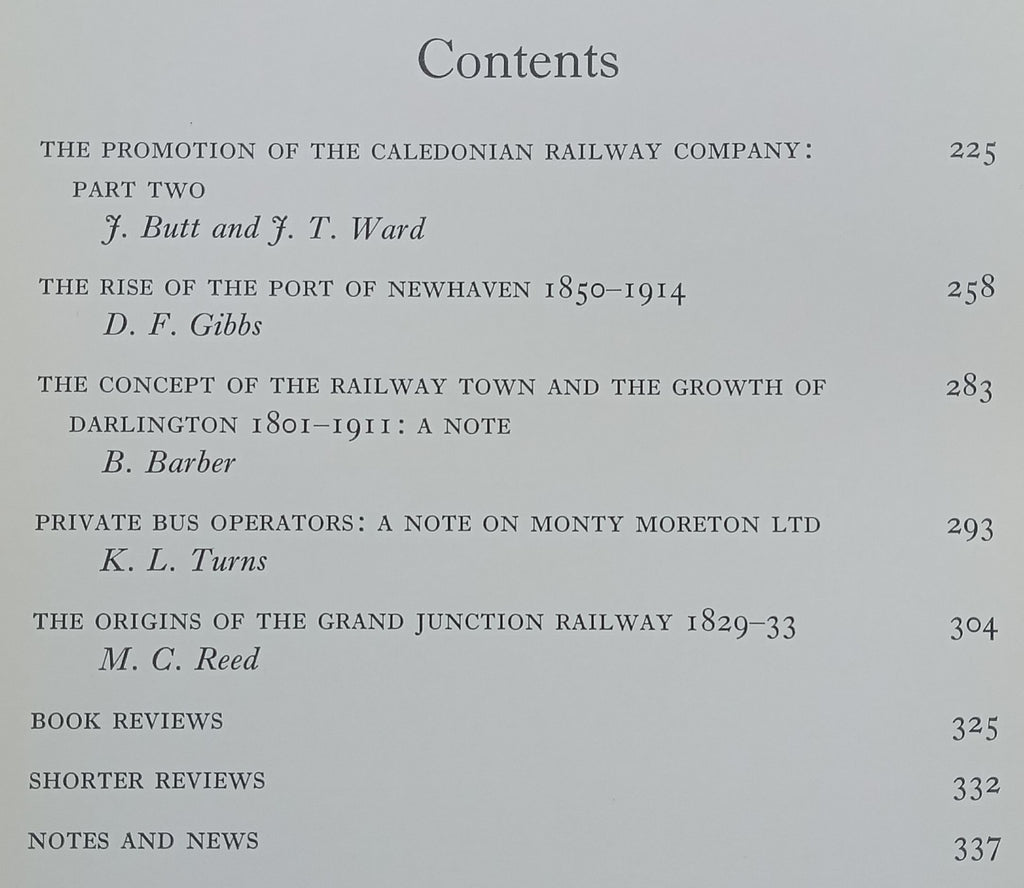 Contents
THE PROMOTION OF THE CALEDONIAN RAILWAY COMPANY: 225
PART TWO
J. Butt and J. T. Ward
THE RISE OF THE PORT OF NEWHAVEN 1850–1914 258
D. F. Gibbs
THE CONCEPT OF THE RAILWAY TOWN AND THE GROWTH OF 283
DARLINGTON 1801–1911: A NOTE
B. Barber
PRIVATE BUS OPERATORS: A NOTE ON MONTY MORETON LTD 293
K. L. Turns
THE ORIGINS OF THE GRAND JUNCTION RAILWAY 1829–33 304
M. C. Reed
BOOK REVIEWS 325
SHORTER REVIEWS 332
NOTES AND NEWS 337